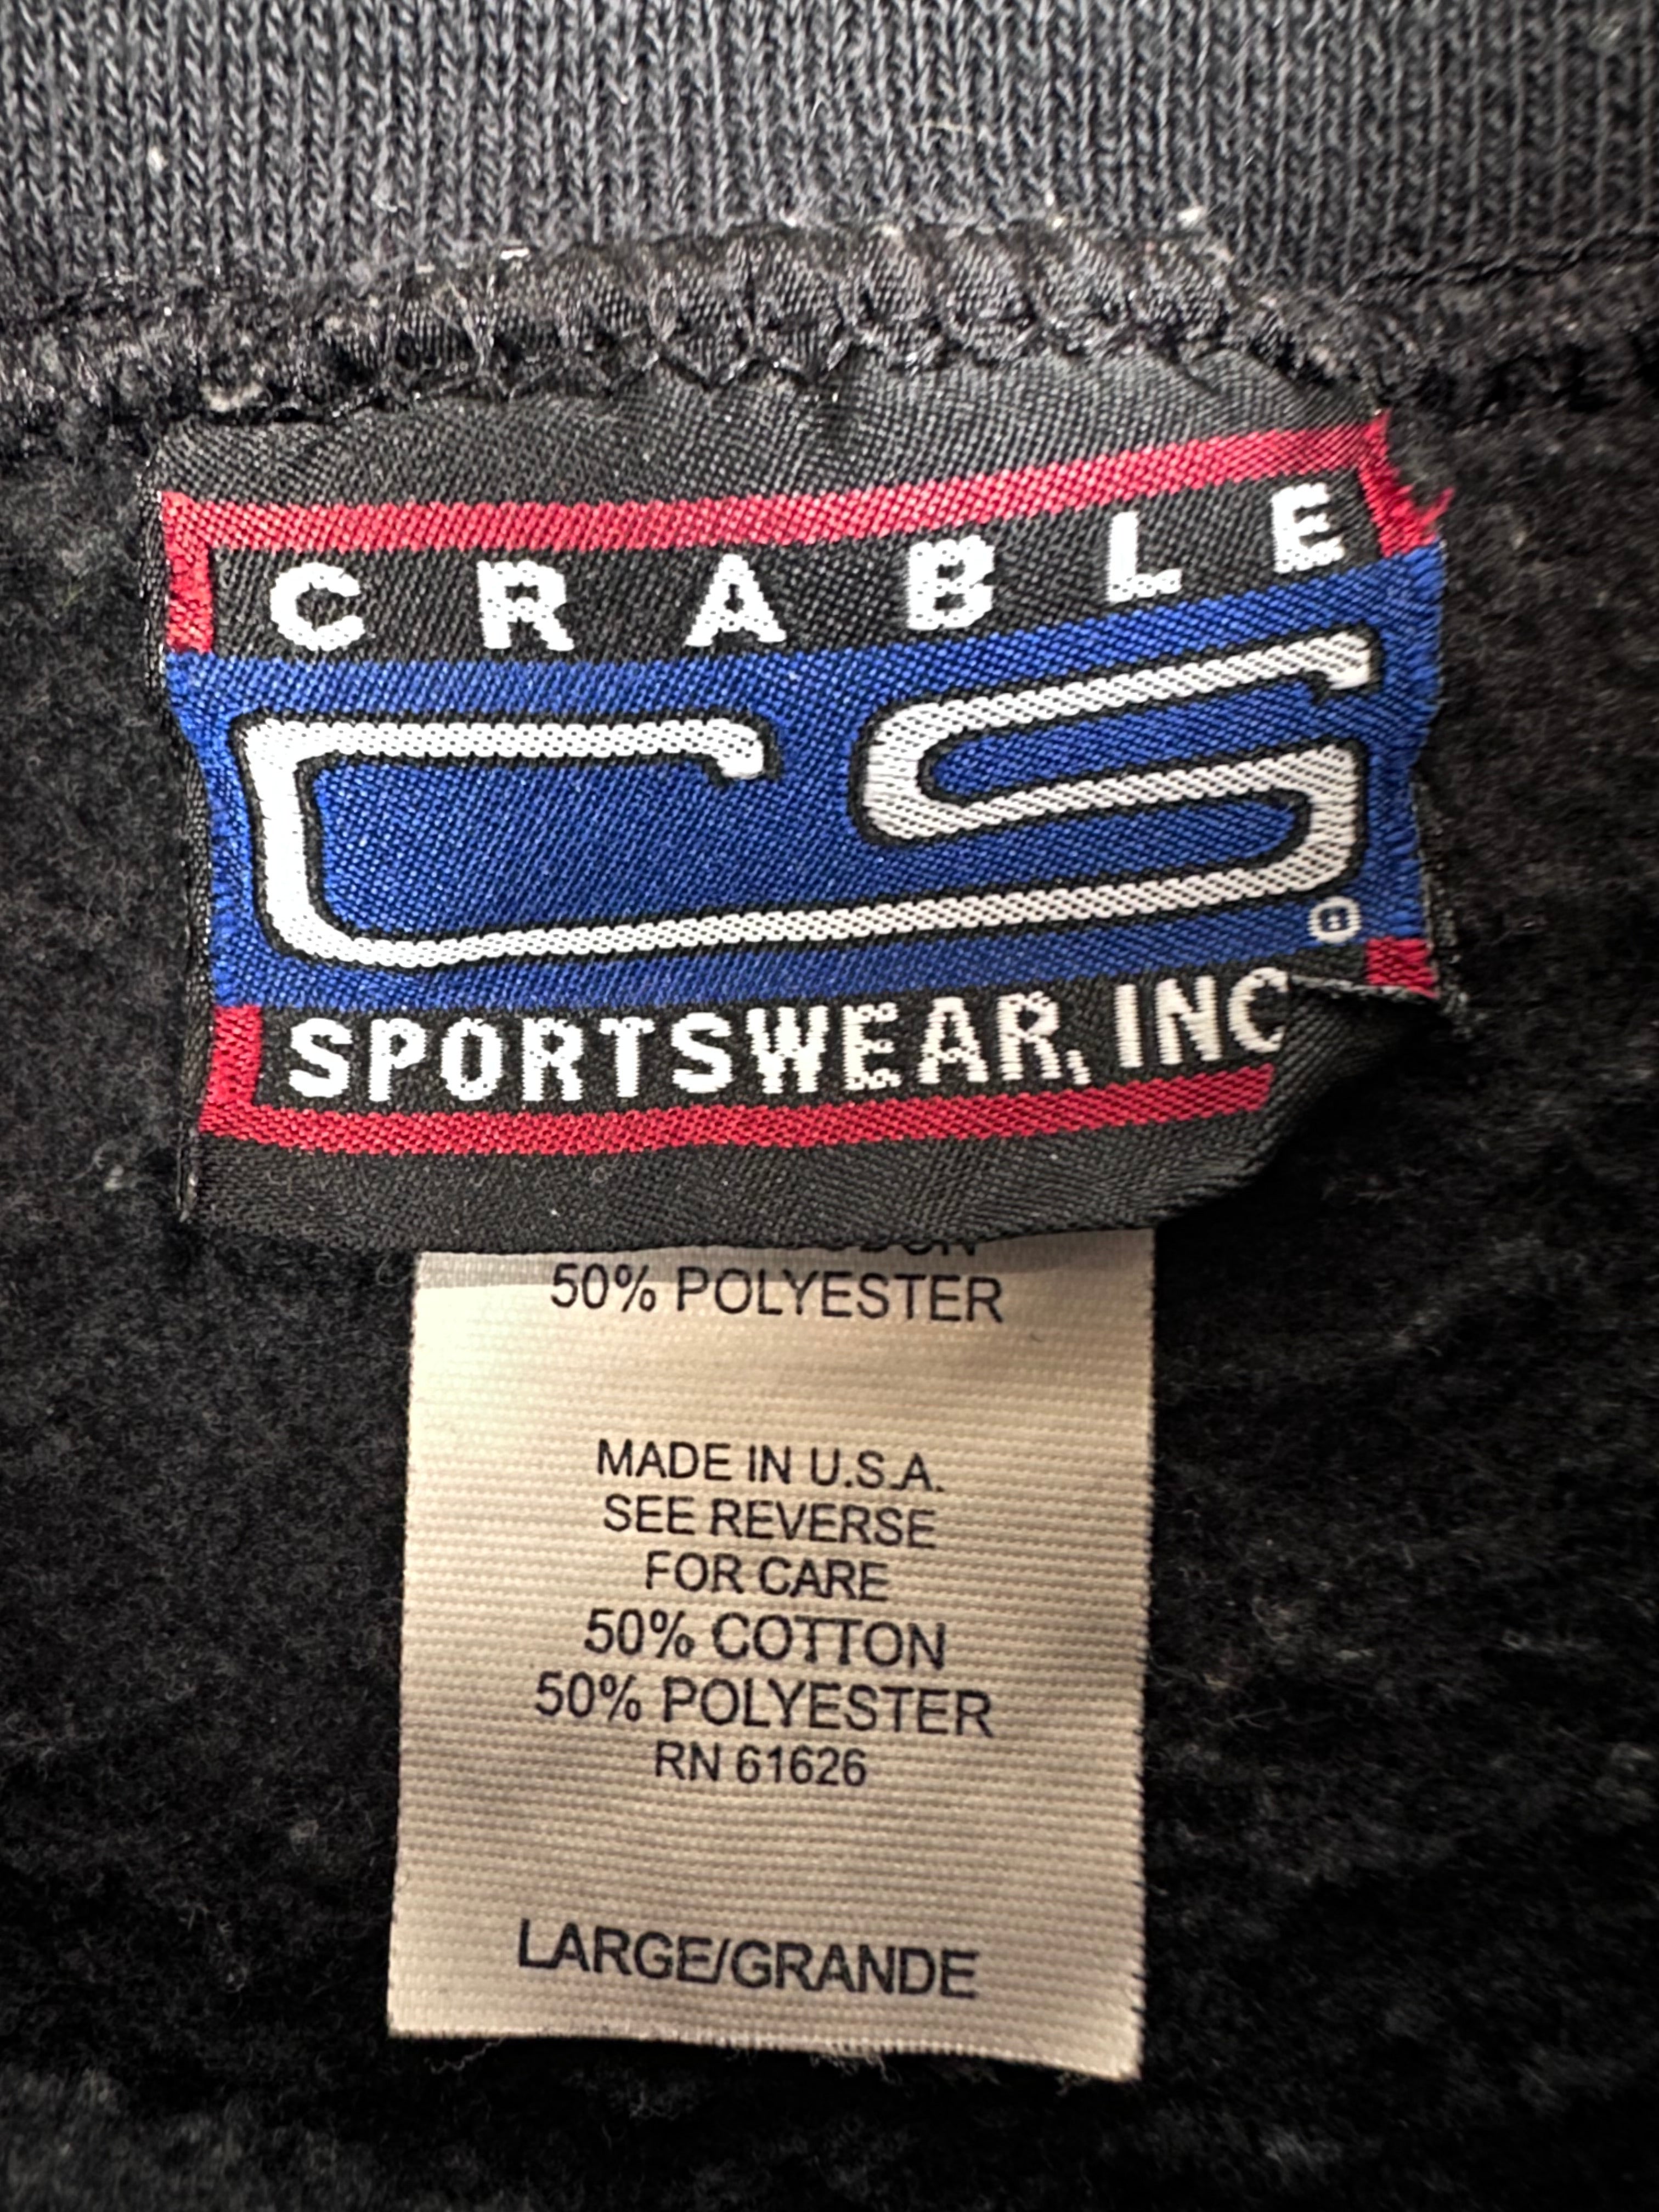 CRABLE
CS®
SPORTSWEAR, INC
50% POLYESTER
MADE IN U.S.A.
SEE REVERSE
FOR CARE
50% COTTON
50% POLYESTER
RN 61626
LARGE/GRANDE